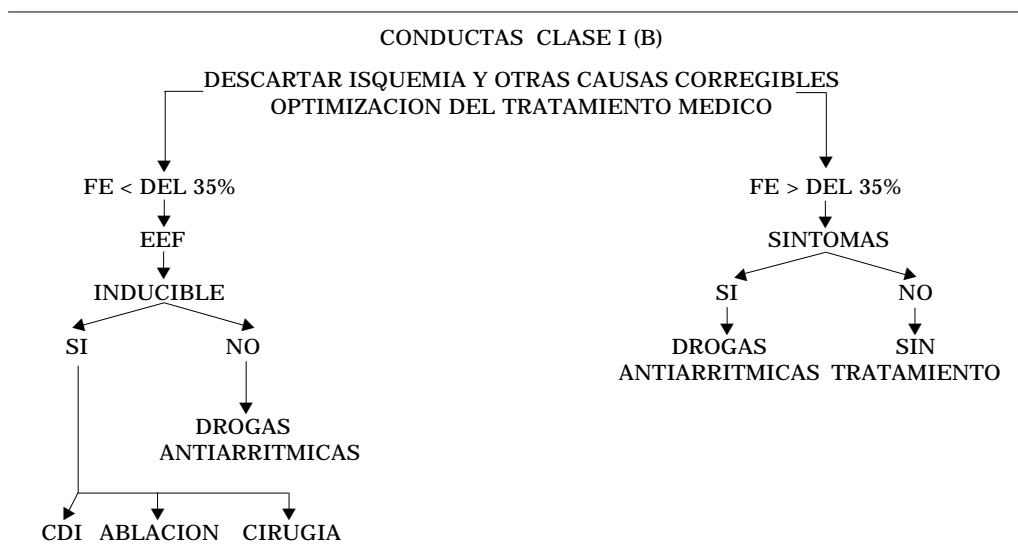 CONDUCTAS CLASE I (B)
DESCARTAR ISQUEMIA Y OTRAS CAUSAS CORREGIBLES
OPTIMIZACION DEL TRATAMIENTO MEDICO
FE < DEL 35%
EEF
INDUCIBLE
SI NO
DROGAS
ANTIARRITMICAS
CDI ABLACION CIRUGIA
FE > DEL 35%
SINTOMAS
SI NO
DROGAS SIN
ANTIARRITMICAS TRATAMIENTO